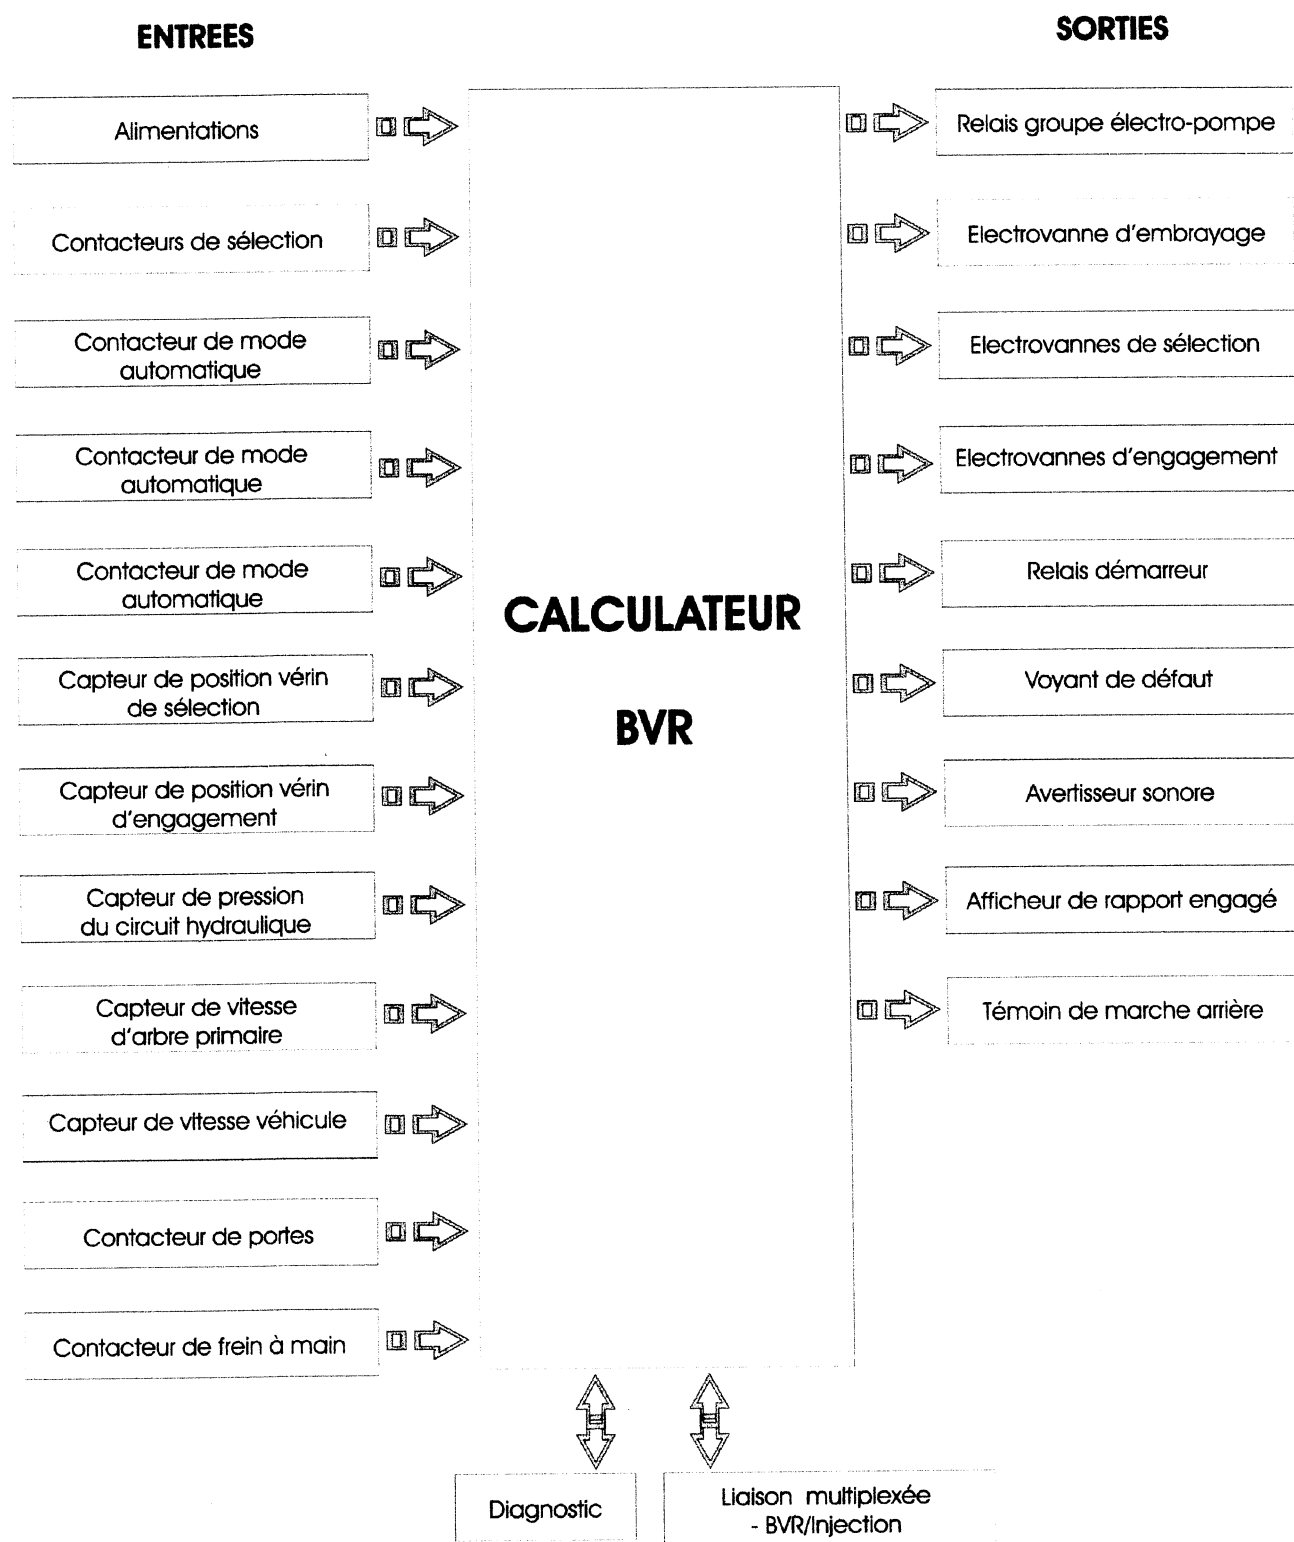 ENTREES
SORTIES
Alimentations
Contacteurs de sélection
Contacteur de mode
automatique
Contacteur de mode
automatique
Contacteur de mode
automatique
Capteur de position vérin
de sélection
Capteur de position vérin
d'engagement
Capteur de pression
du circuit hydraulique
Capteur de vitesse
d'arbre primaire
Capteur de vitesse véhicule
Contacteur de portes
Contacteur de frein à main
CALCULATEUR
BVR
Relais groupe électro-pompe
Electrovanne d'embrayage
Electrovannes de sélection
Electrovannes d'engagement
Relais démarreur
Voyant de défaut
Avertisseur sonore
Afficheur de rapport engagé
Témoin de marche arrière
Diagnostic
Liaison multiplexée
- BVR/Injection